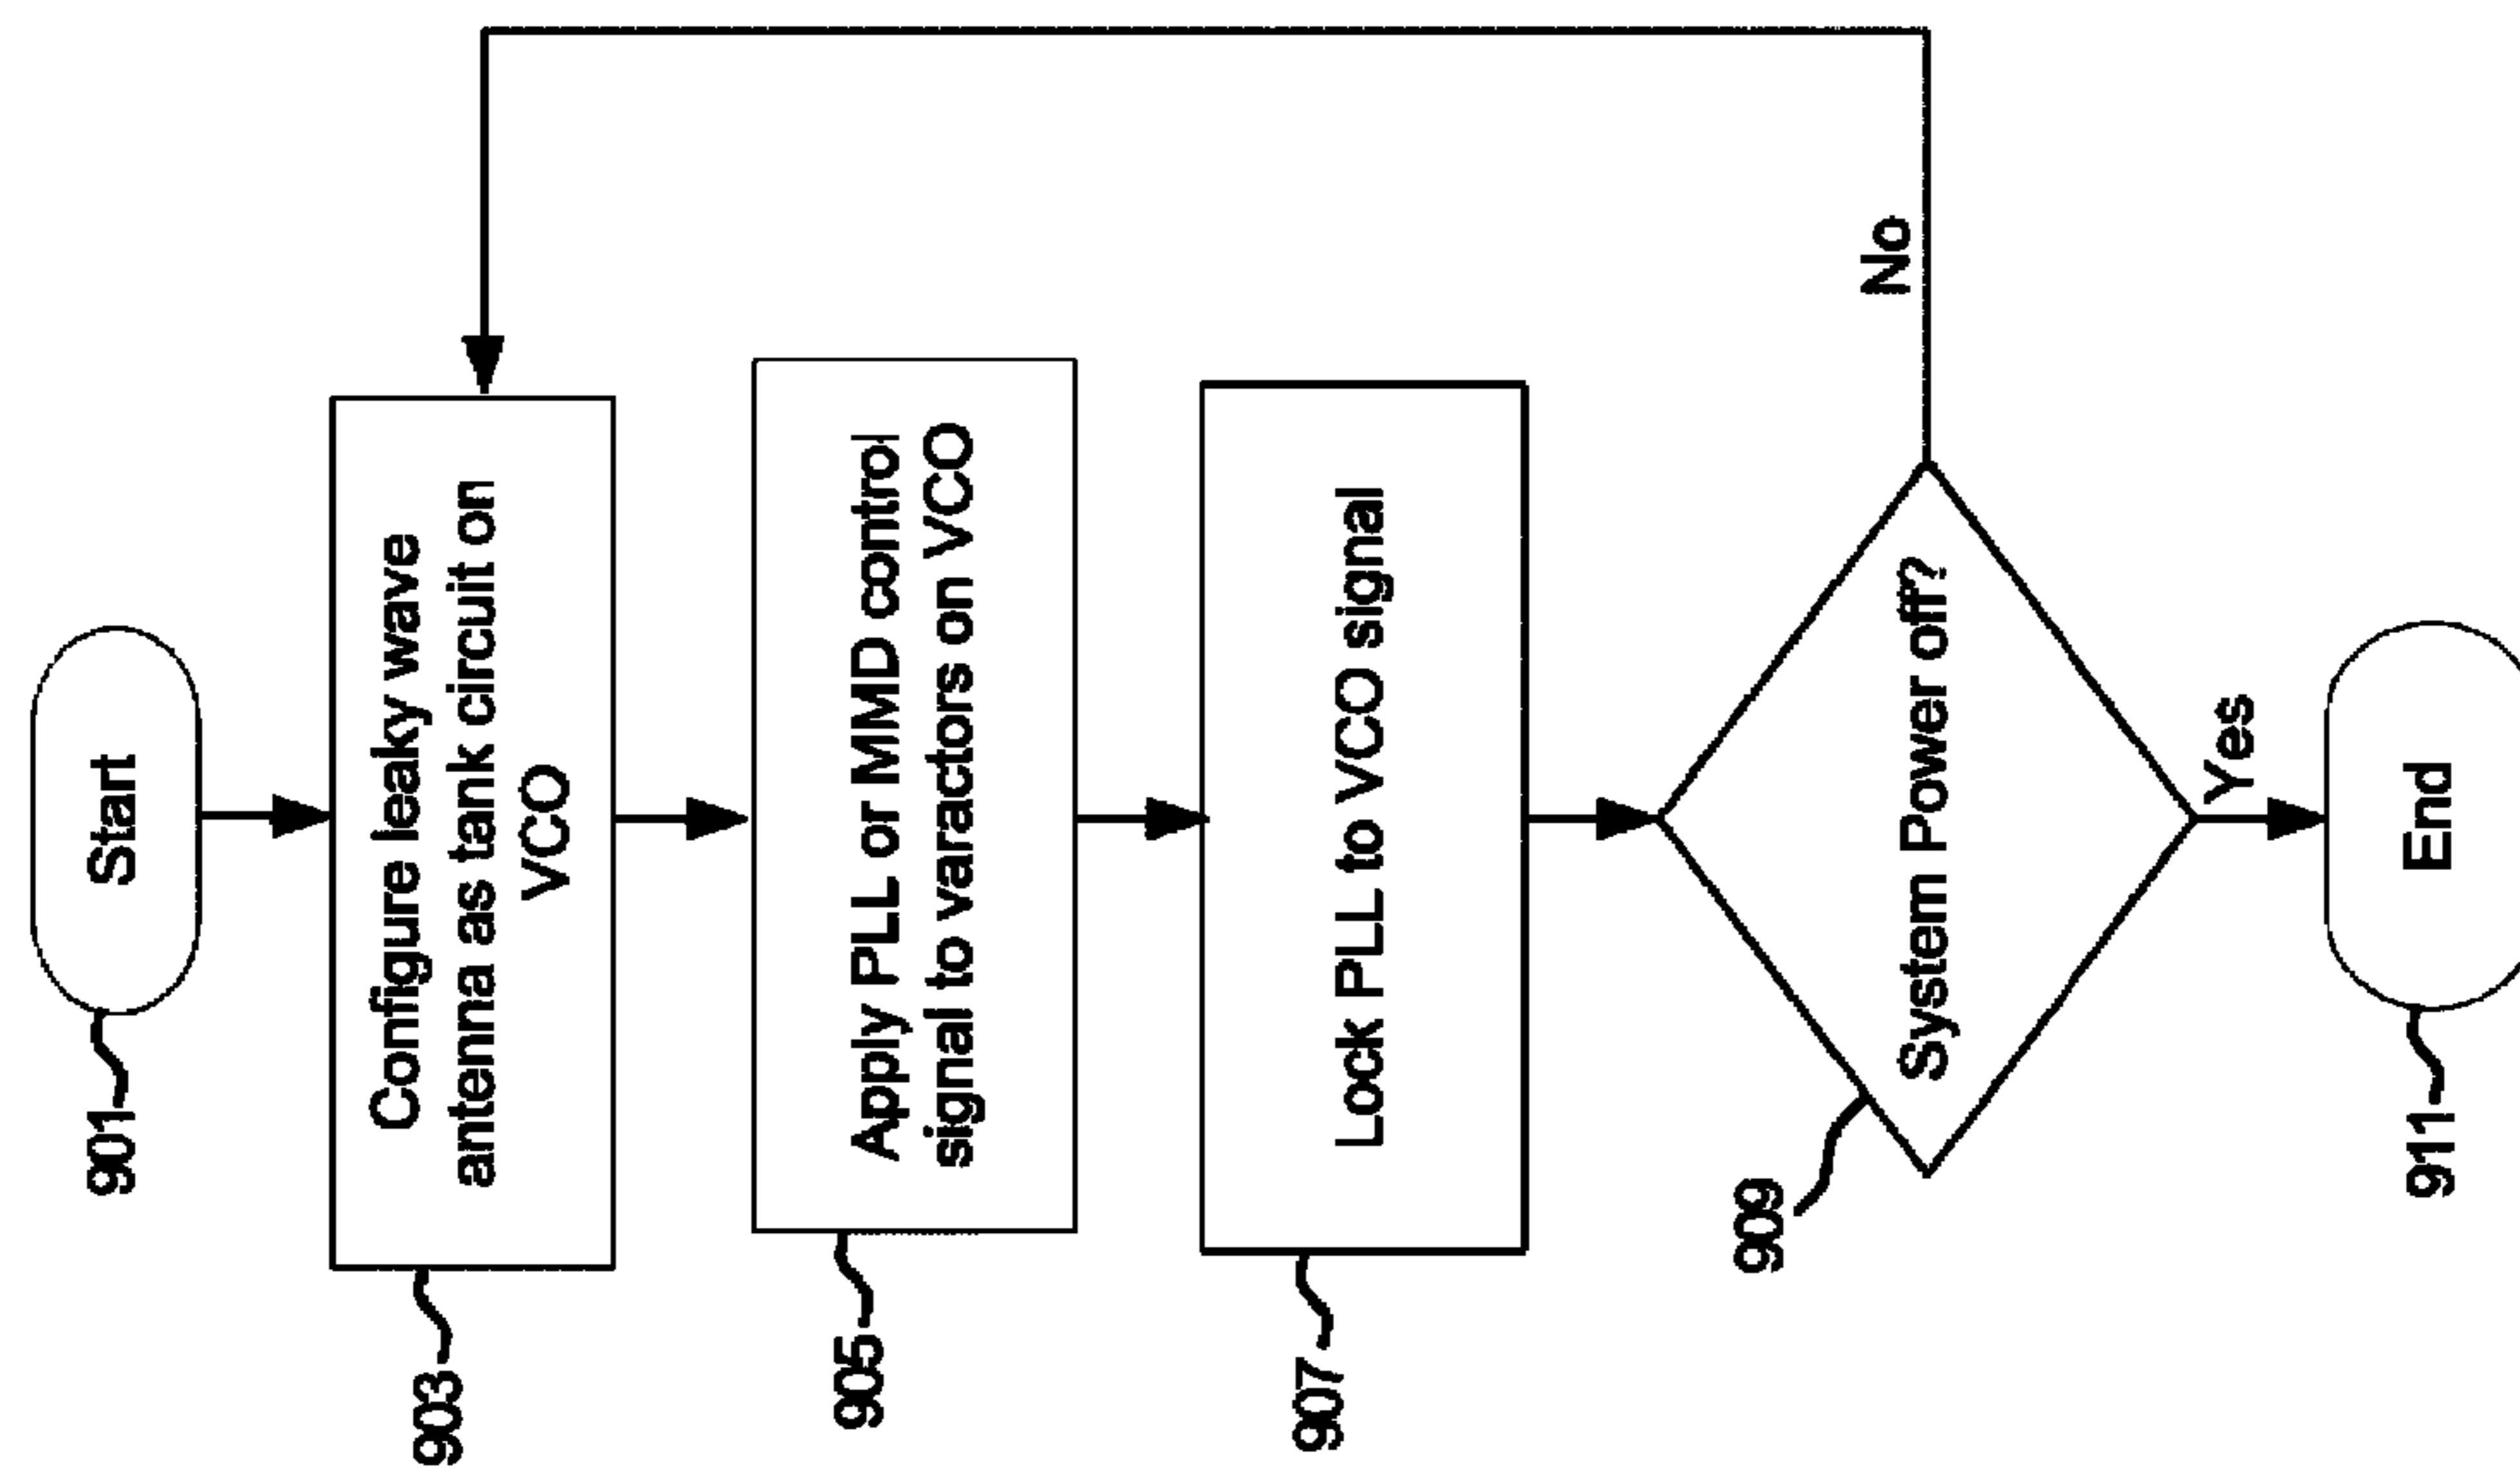 901
Start
903
Configure leaky wave
antenna as tank circuit on
VCO
905
Apply PLL or MMD control
signal to varactors on VCO
907
Lock PLL to VCO signal
909
System Power off?
No
Yes
911
End